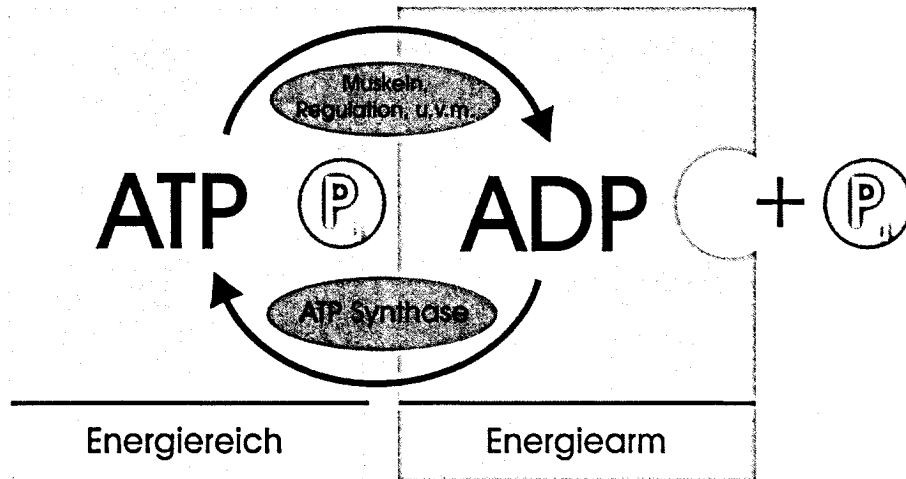 Muskeln,
Regulation, u.v.m.
ATP P ADP + P
ATP Synthase
Energiereich Energiearm